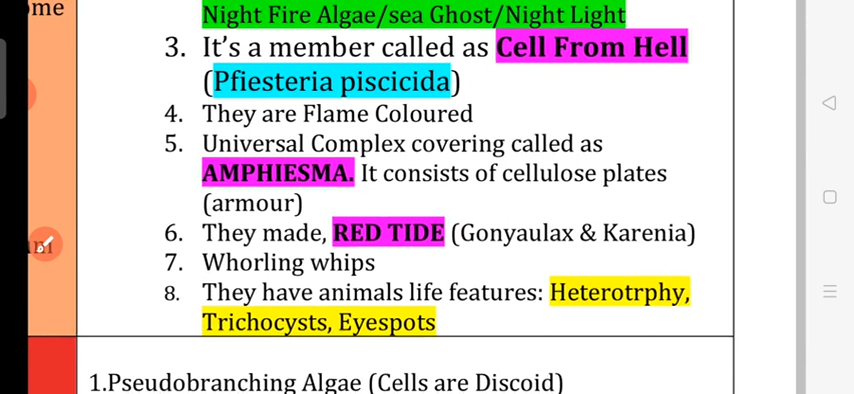 ome
Night Fire Algae/sea Ghost/Night Light
3. It's a member called as Cell From Hell
(Pfiesteria piscicida)
4. They are Flame Coloured
5. Universal Complex covering called as
AMPHIESMA. It consists of cellulose plates
(armour)
6. They made, RED TIDE (Gonyaulax & Karenia)
7. Whorling whips
8. They have animals life features: Heterotrphy,
Trichocysts, Eyespots
1.Pseudobranching Algae (Cells are Discoid)